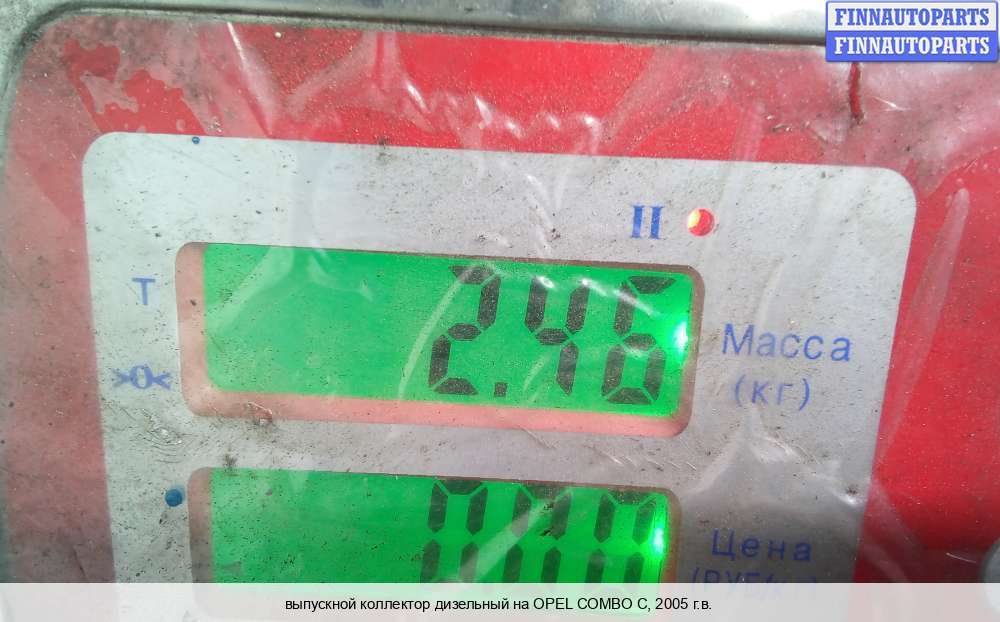 FINNAUTOPARTS
FINNAUTOPARTS
II
T
2.46
>0<
Масса
(кг)
Цена
выпускной коллектор дизельный на OPEL COMBO C, 2005 г.в.